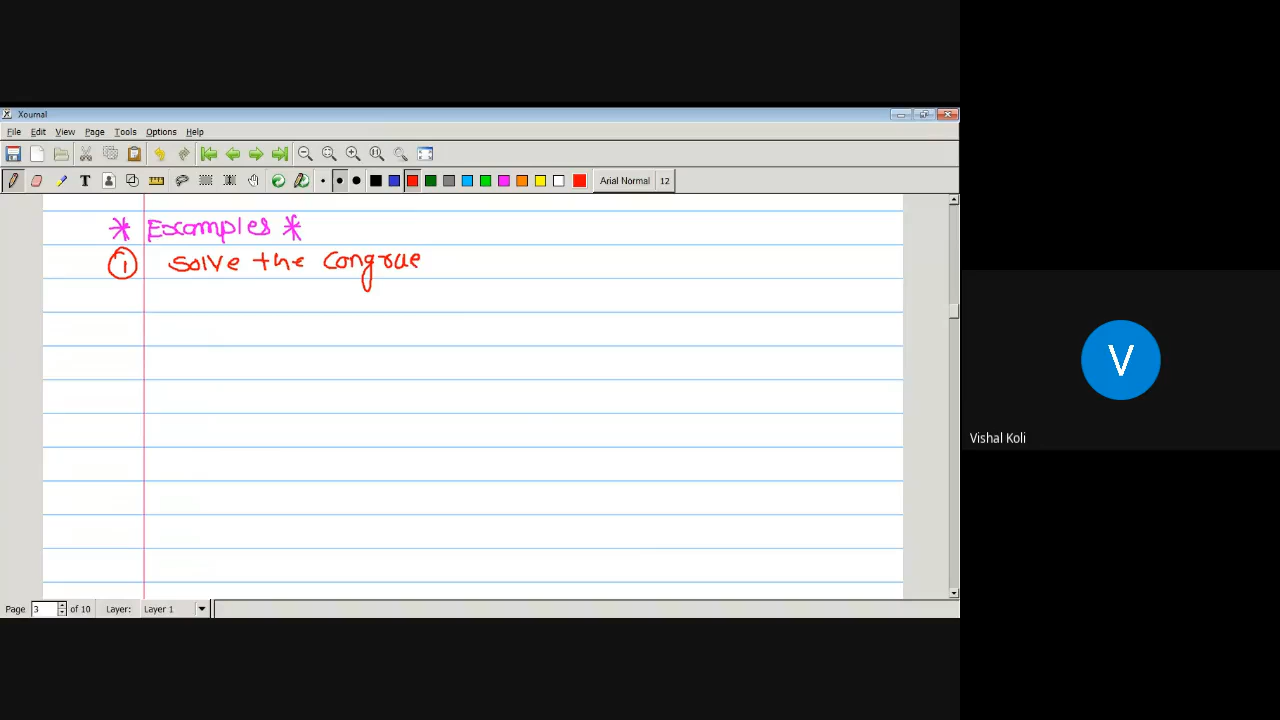 Xournal
File Edit View Page Tools Options Help
T Arial Normal 12
* Examples *
1 Solve the Congrue
V
Vishal Koli
Page 3 of 10 Layer: Layer 1